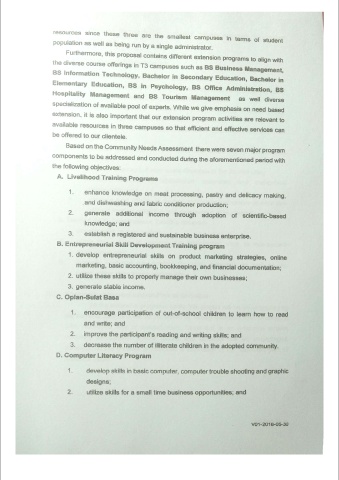 resources since these three are the smallest campuses in terms of student
population as well as being run by a single administrator.
Furthermore, this proposal contains different extension programs to align with
the diverse course offerings in T3 campuses such as BS Business Management,
BS Information Technology, Bachelor in Secondary Education, Bachelor in
Elementary Education, BS in Psychology, BS Office Administration, BS
Hospitality Management and BS Tourism Management as well diverse
specialization of available pool of experts. While we give emphasis on need based
extension, it is also important that our extension program activities are relevant to
available resources in three campuses so that efficient and effective services can
be offered to our clientele.
Based on the Community Needs Assessment there were seven major program
components to be addressed and conducted during the aforementioned period with
the following objectives:
A. Livelihood Training Programs
1. enhance knowledge on meat processing, pastry and delicacy making,
and dishwashing and fabric conditioner production;
2. generate additional income through adoption of scientific-based
knowledge; and
3. establish a registered and sustainable business enterprise.
B. Entrepreneurial Skill Development Training program
1. develop entrepreneurial skills on product marketing strategies, online
marketing, basic accounting, bookkeeping, and financial documentation;
2. utilize these skills to properly manage their own businesses;
3. generate stable income.
C. Oplan-Sulat Basa
1. encourage participation of out-of-school children to learn how to read
and write; and
2. improve the participant's reading and writing skills; and
3. decrease the number of illiterate children in the adopted community.
D. Computer Literacy Program
1. develop skills in basic computer, computer trouble shooting and graphic
designs;
2. utilize skills for a small time business opportunities; and
V01-2016-05-30